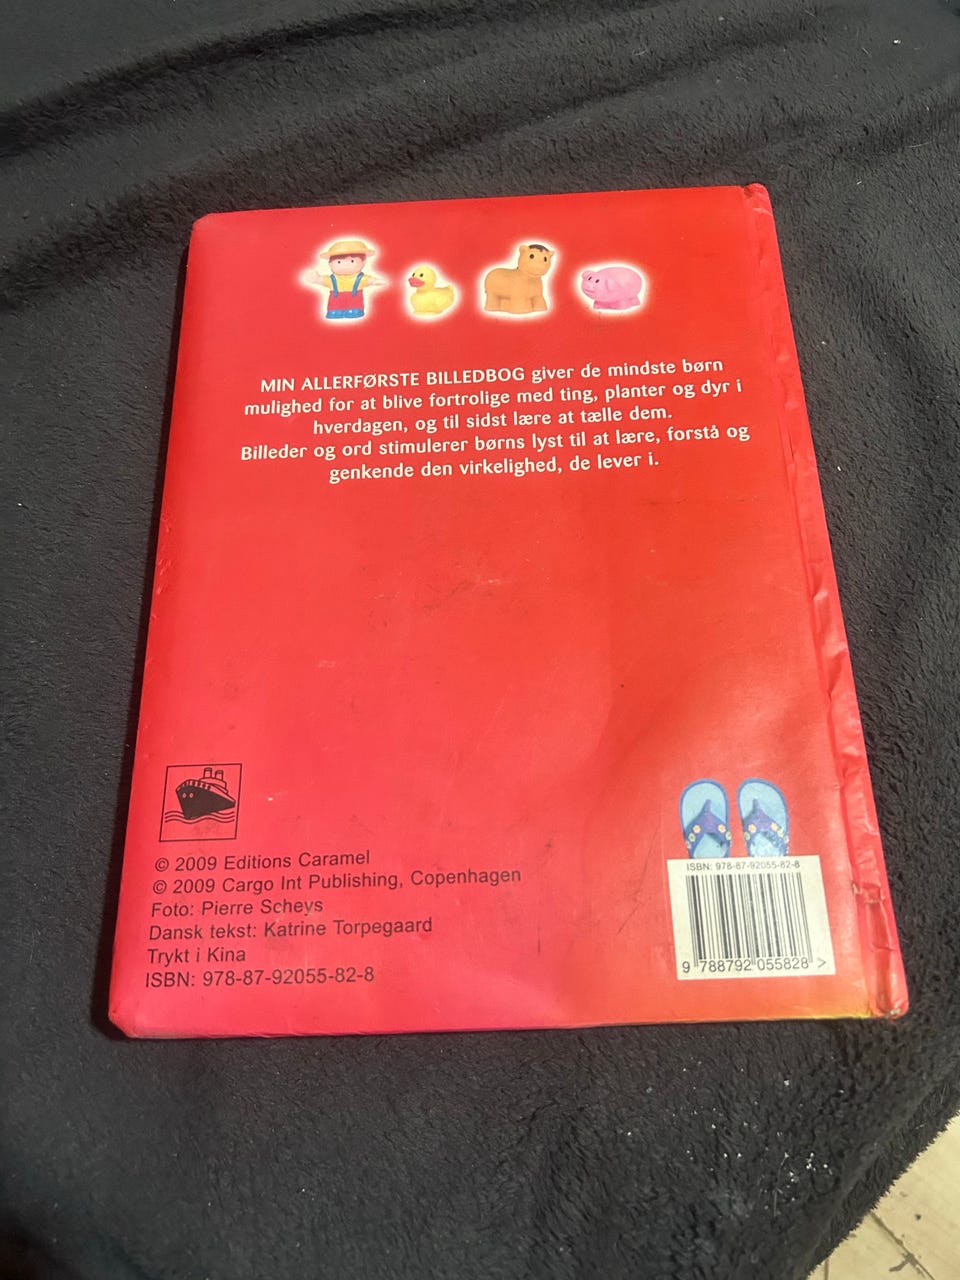 MIN ALLERFØRSTE BILLEDBOG giver de mindste børn
mulighed for at blive fortrolige med ting, planter og dyr i
hverdagen, og til sidst lære at tælle dem.
Billeder og ord stimulerer børns lyst til at lære, forstå og
genkende den virkelighed, de lever i.
© 2009 Editions Caramel
© 2009 Cargo Int Publishing, Copenhagen
Foto: Pierre Scheys
Dansk tekst: Katrine Torpegaard
Trykt i Kina
ISBN: 978-87-92055-82-8
ISBN: 978-87-92055-82-8
9 788792 055828 >